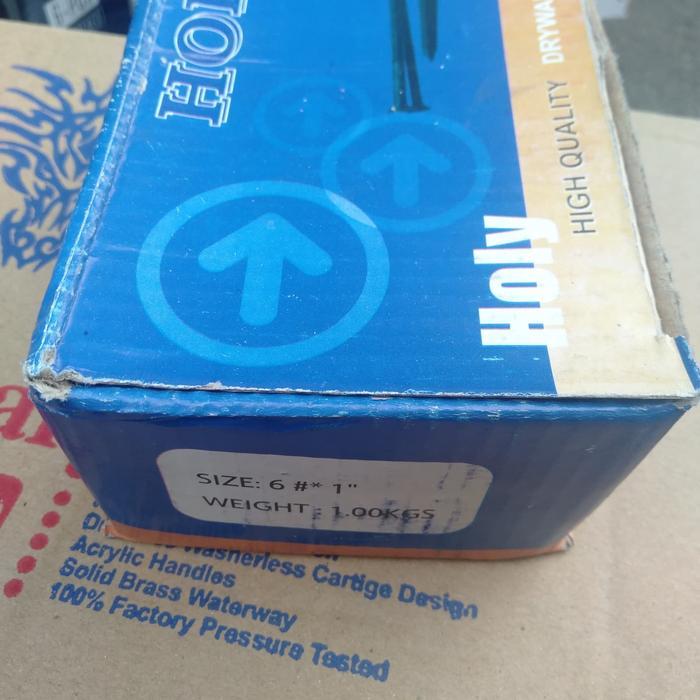 HOL
Holy
HIGH QUALITY DRYWA
SIZE: 6 #* 1"
WEIGHT : 1.00KGS
Washerless Cartige Design
Acrylic Handles
Solid Brass Waterway
100% Factory Pressure Tested